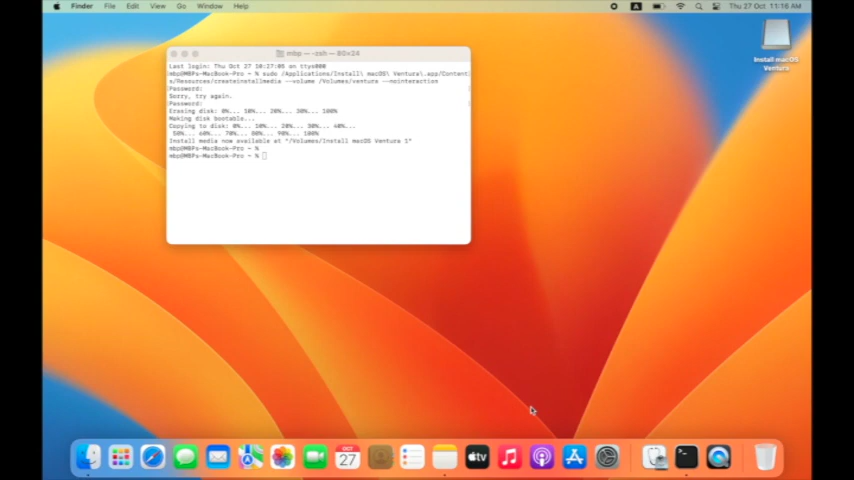 Finder File Edit View Go Window Help
A
Thu 27 Oct 11:16 AM
mbp — -zsh — 80×24
Last login: Thu Oct 27 10:27:05 on ttys000
mbp@MBPs-MacBook-Pro ~ % sudo /Applications/Install\ macOS\ Ventura\.app/Content
s/Resources/createinstallmedia --volume /Volumes/ventura --nointeraction
Password:
Sorry, try again.
Password:
Erasing disk: 0%... 10%... 20%... 30%... 100%
Making disk bootable...
Copying to disk: 0%... 10%... 20%... 30%... 40%...
50%... 60%... 70%... 80%... 90%... 100%
Install media now available at "/Volumes/Install macOS Ventura 1"
mbp@MBPs-MacBook-Pro ~ %
mbp@MBPs-MacBook-Pro ~ %
Install macOS
Ventura
OCT
27
tv